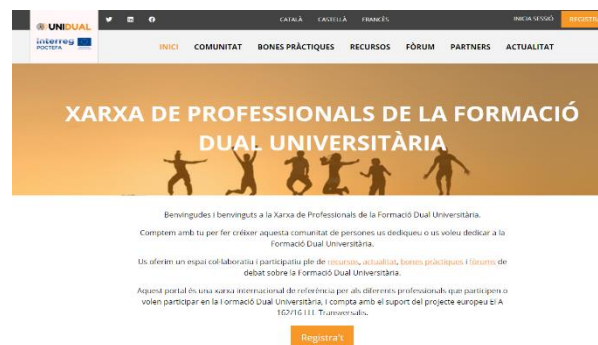 UNIDUAL
CATALÀ CASTELLÀ FRANCÈS
INICIA SESSIÓ
REGISTRA
Interreg
POCTEFA
INICI COMUNITAT BONES PRÀCTIQUES RECURSOS FÒRUM PARTNERS ACTUALITAT
XARXA DE PROFESSIONALS DE LA FORMACIÓ
DUAL UNIVERSITÀRIA
Benvingudes i benvinguts a la Xarxa de Professionals de la Formació Dual Universitària.
Comptem amb tu per fer créixer aquesta comunitat de persones us dediqueu o us voleu dedicar a la
Formació Dual Universitària.
Us oferim un espai col·laboratiu i participatiu ple de recursos, actualitat, bones pràctiques i fòrums de
debat sobre la Formació Dual Universitària.
Aquest portal és una xarxa internacional de referència per als diferents professionals que participen o
volen participar en la Formació Dual Universitària, i compta amb el suport del projecte europeu
162/16 Transversalis.
Registra't